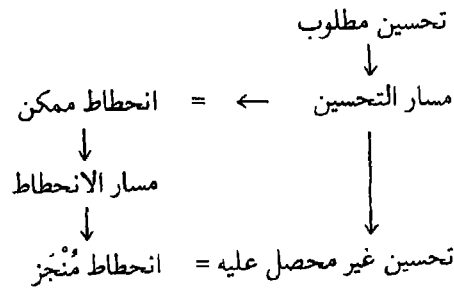 تحسين مطلوب
↓
مسار التحسين ← = انحطاط ممكن
↓ ↓
مسار الانحطاط
↓
تحسين غير محصل عليه = انحطاط مُنْجَز